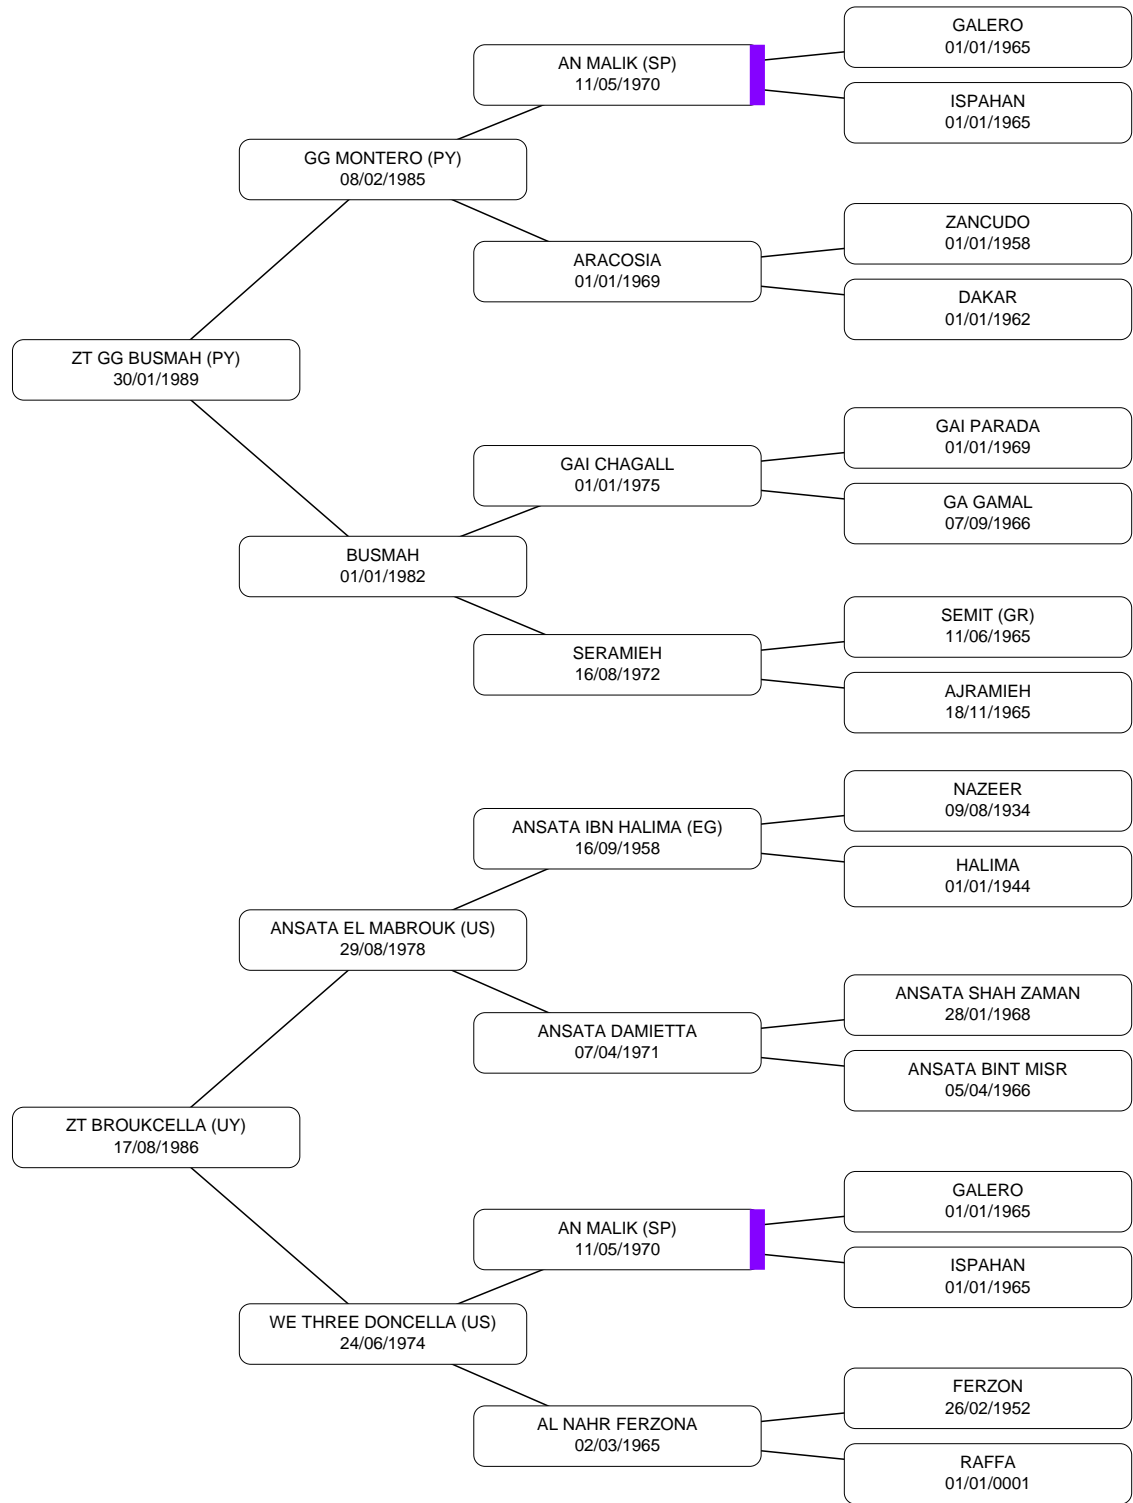 GALERO
01/01/1965
AN MALIK (SP)
11/05/1970
ISPAHAN
01/01/1965
GG MONTERO (PY)
08/02/1985
ZANCUDO
01/01/1958
ARACOSIA
01/01/1969
DAKAR
01/01/1962
ZT GG BUSMAH (PY)
30/01/1989
GAI PARADA
01/01/1969
GAI CHAGALL
01/01/1975
GA GAMAL
07/09/1966
BUSMAH
01/01/1982
SEMIT (GR)
11/06/1965
SERAMIEH
16/08/1972
AJRAMIEH
18/11/1965
NAZEER
09/08/1934
ANSATA IBN HALIMA (EG)
16/09/1958
HALIMA
01/01/1944
ANSATA EL MABROUK (US)
29/08/1978
ANSATA SHAH ZAMAN
28/01/1968
ANSATA DAMIETTA
07/04/1971
ANSATA BINT MISR
05/04/1966
ZT BROUKCELLA (UY)
17/08/1986
GALERO
01/01/1965
AN MALIK (SP)
11/05/1970
ISPAHAN
01/01/1965
WE THREE DONCELLA (US)
24/06/1974
FERZON
26/02/1952
AL NAHR FERZONA
02/03/1965
RAFFA
01/01/0001